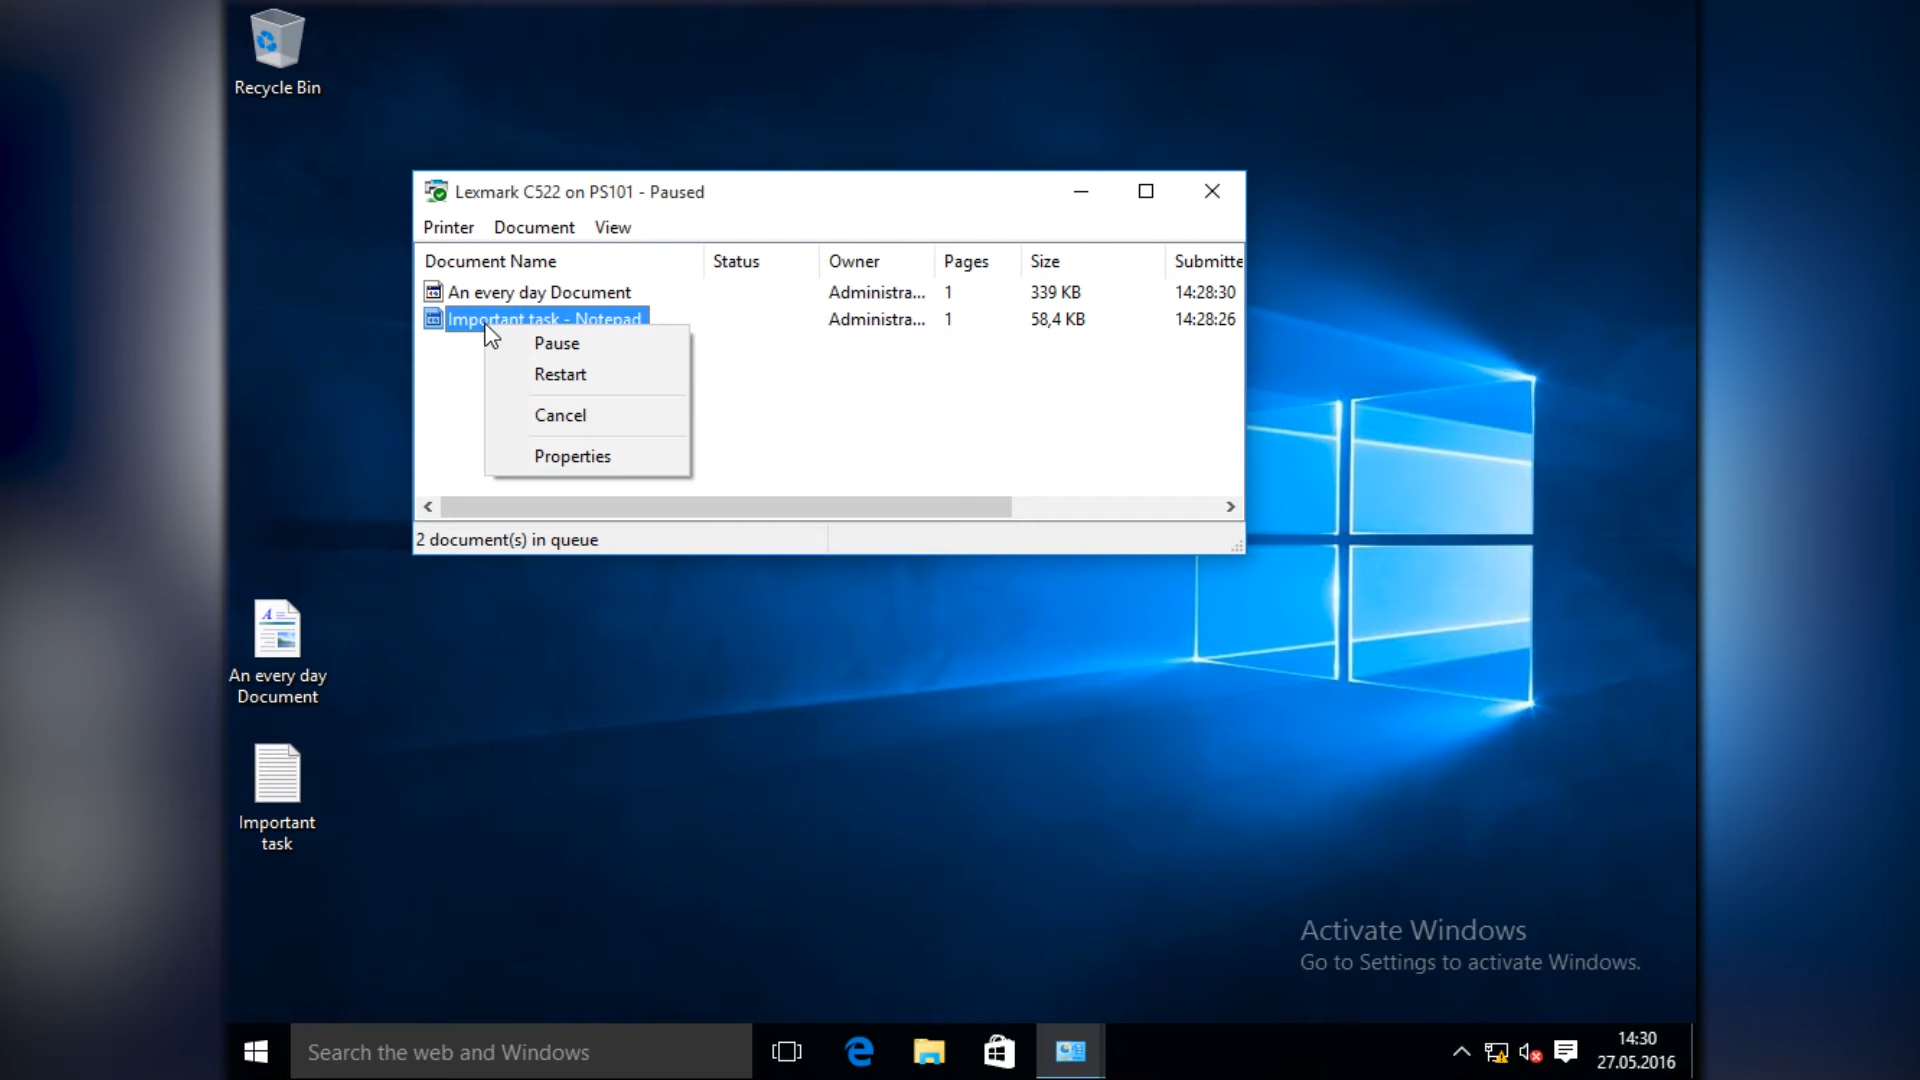 Recycle Bin
Lexmark C522 on PS101 - Paused
Printer Document View
Document Name Status Owner Pages Size Submitte
An every day Document Administra... 1 339 KB 14:28:30
Important task - Notepad Administra... 1 58,4 KB 14:28:26
Pause
Restart
Cancel
Properties
2 document(s) in queue
An every day
Document
Important
task
Activate Windows
Go to Settings to activate Windows.
Search the web and Windows
14:30
27.05.2016